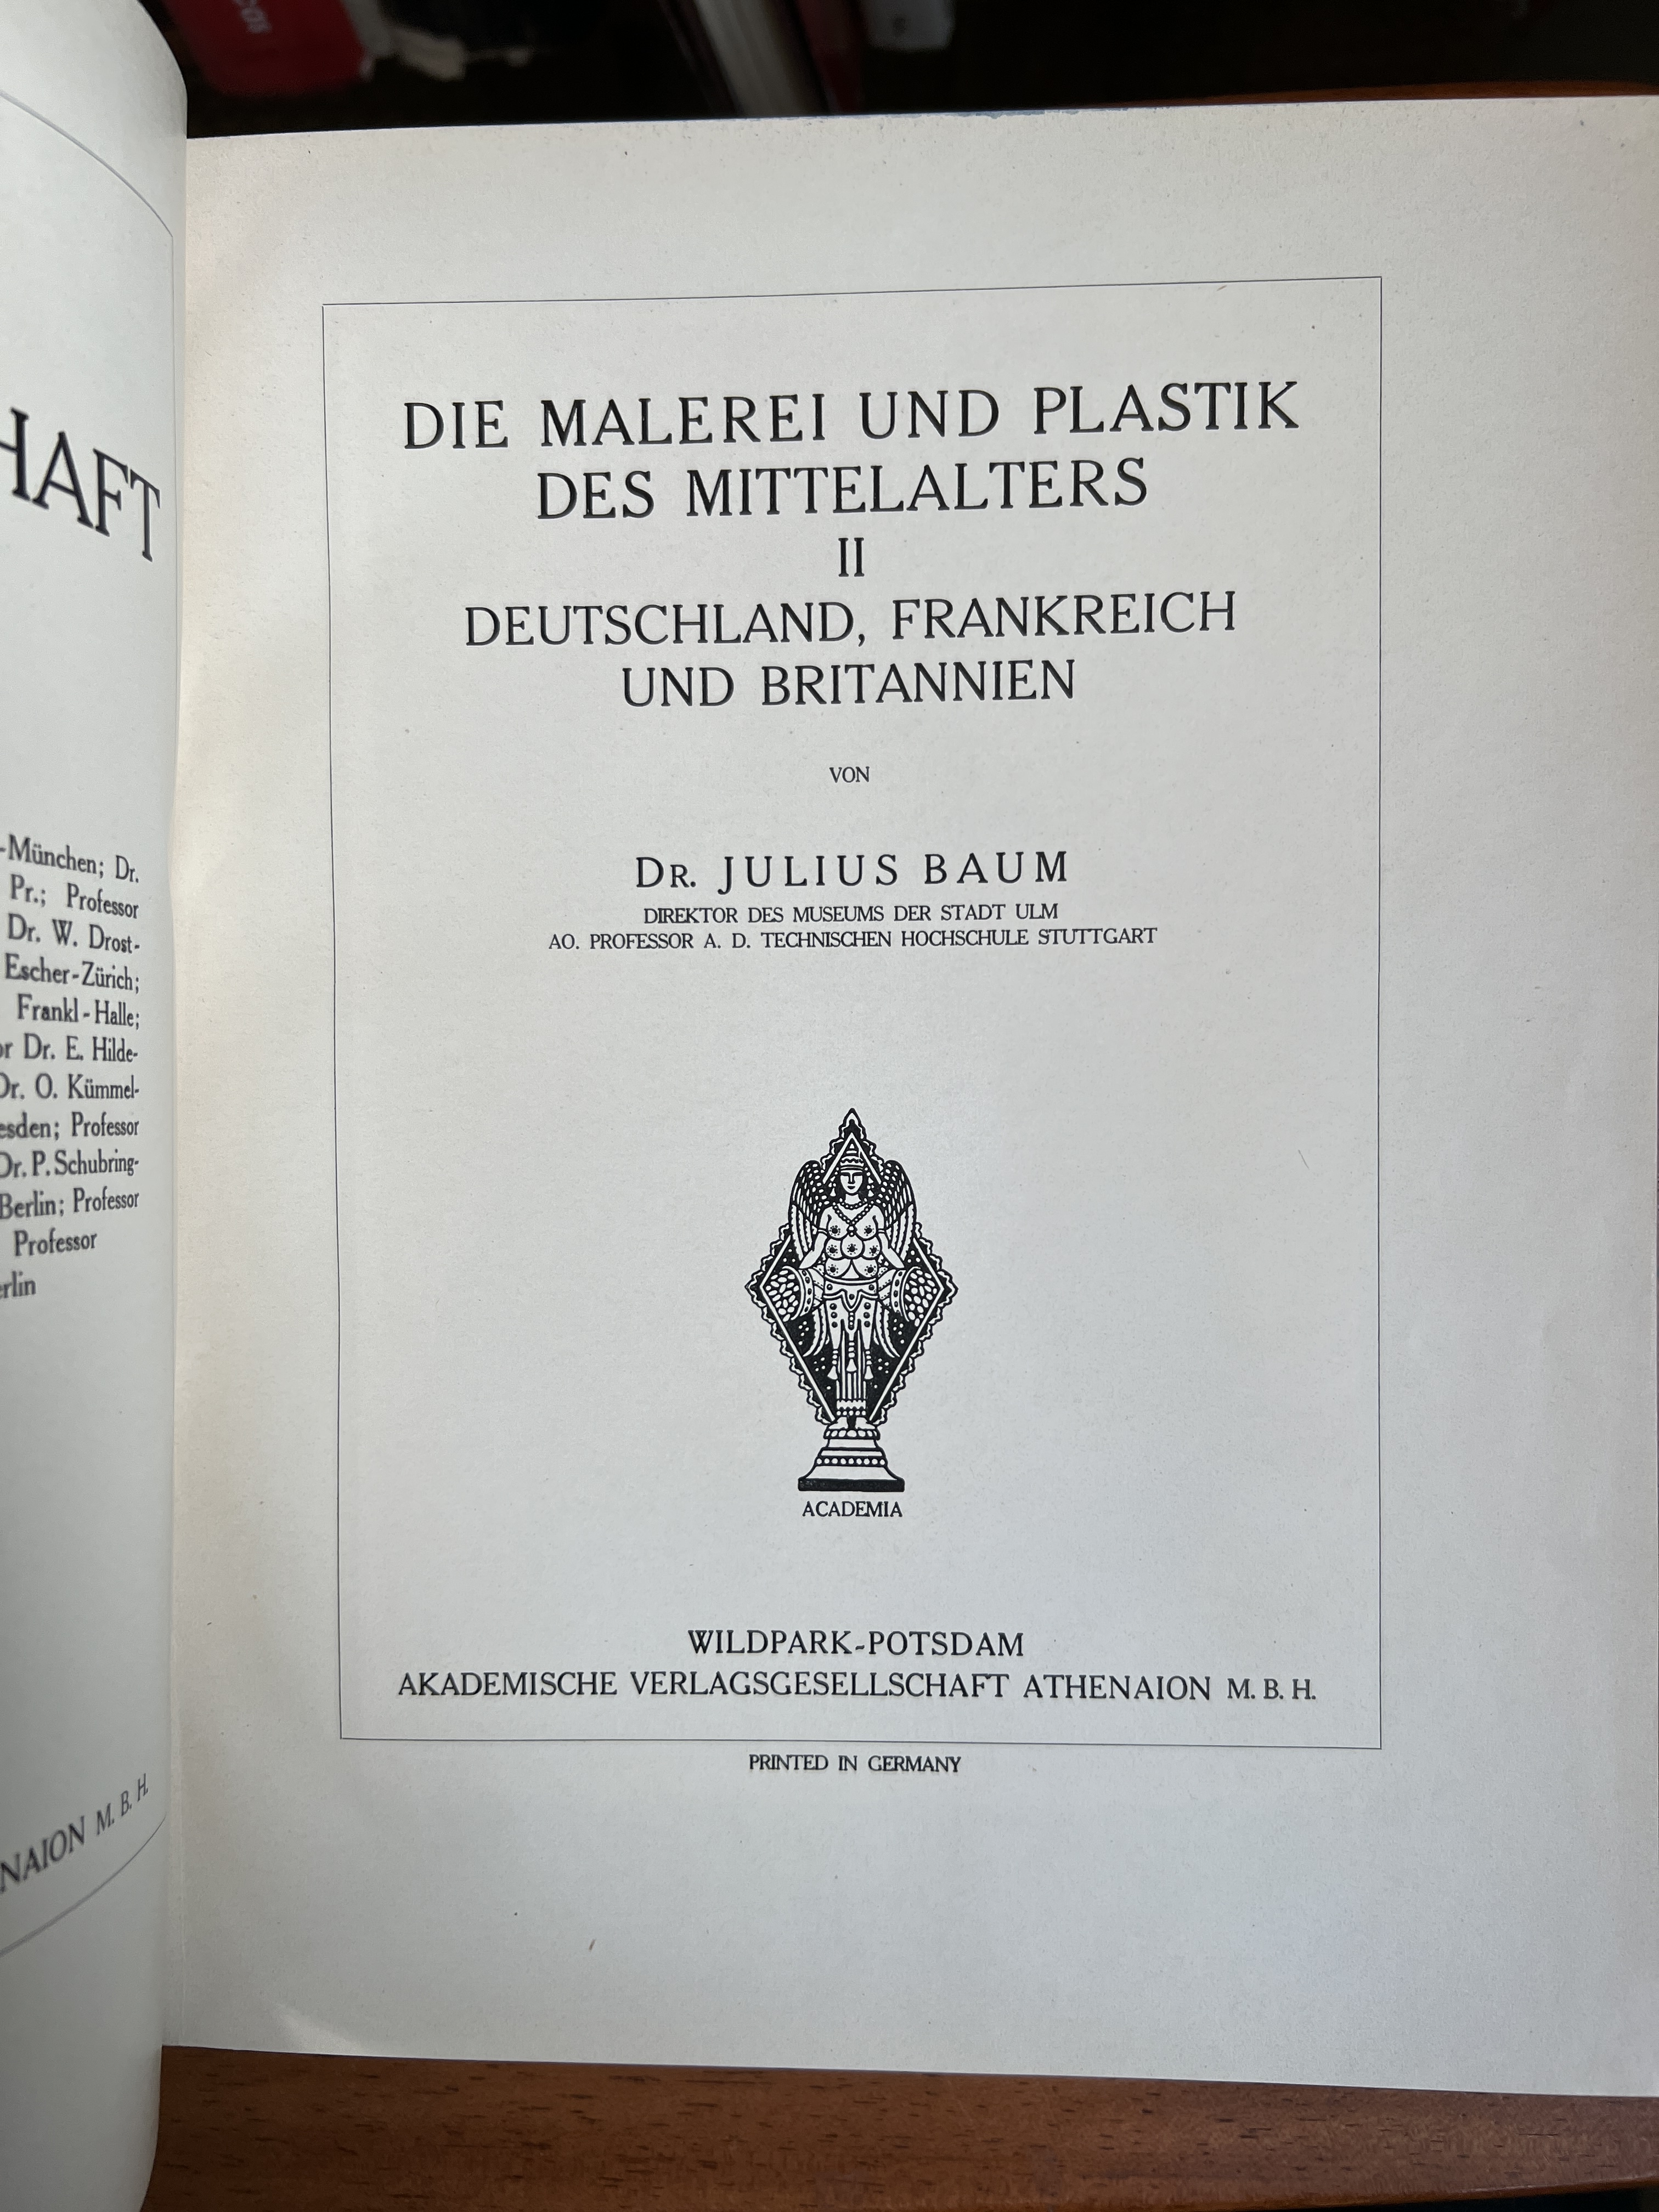 HAFT
-München; Dr.
Pr.; Professor
Dr. W. Drost-
Escher-Zürich;
Frankl-Halle;
Dr. E. Hilde-
Dr. O. Kümmel-
Professor
Dr. P. Schubring-
Berlin; Professor
Professor
NAION M. B. H.
DIE MALEREI UND PLASTIK
DES MITTELALTERS
II
DEUTSCHLAND, FRANKREICH
UND BRITANNIEN
VON
DR. JULIUS BAUM
DIREKTOR DES MUSEUMS DER STADT ULM
AO. PROFESSOR A. D. TECHNISCHEN HOCHSCHULE STUTTGART
ACADEMIA
WILDPARK-POTSDAM
AKADEMISCHE VERLAGSGESELLSCHAFT ATHENAION M. B. H.
PRINTED IN GERMANY